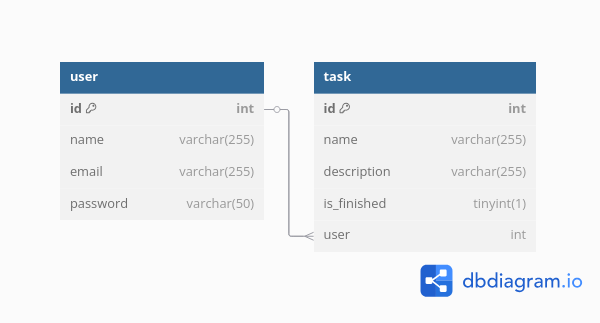 user
id int
name varchar(255)
email varchar(255)
password varchar(50)
task
id int
name varchar(255)
description varchar(255)
is_finished tinyint(1)
user int
dbdiagram.io